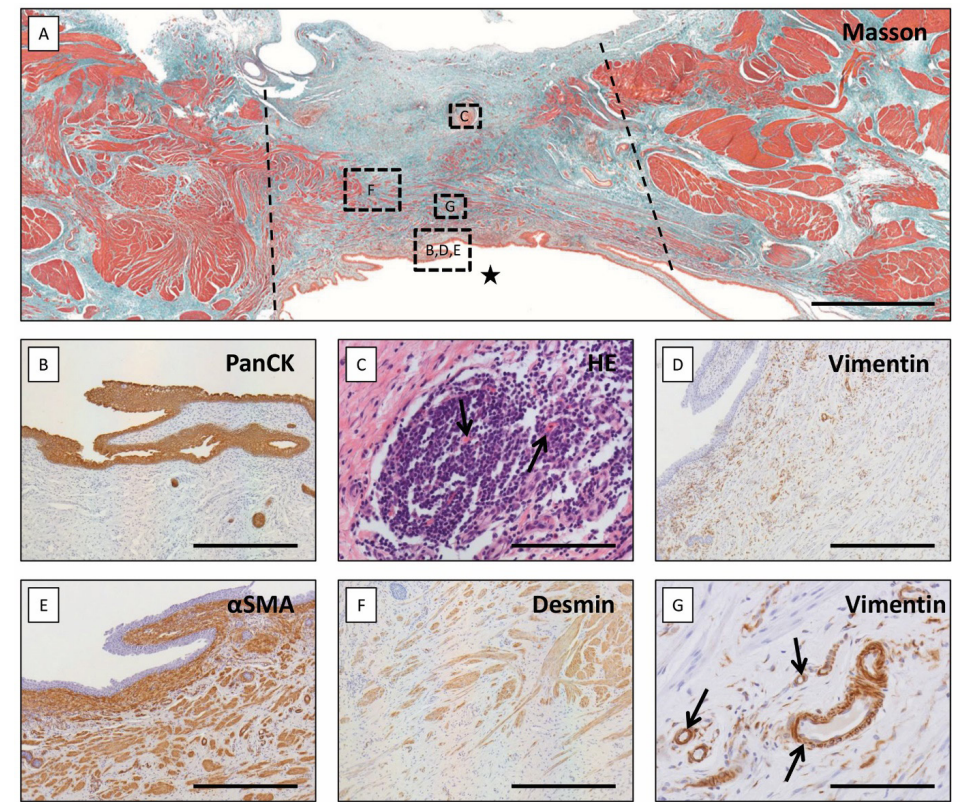 A
Masson
C
F
G
B,D,E
B
PanCK
C
HE
D
Vimentin
E
αSMA
F
Desmin
G
Vimentin